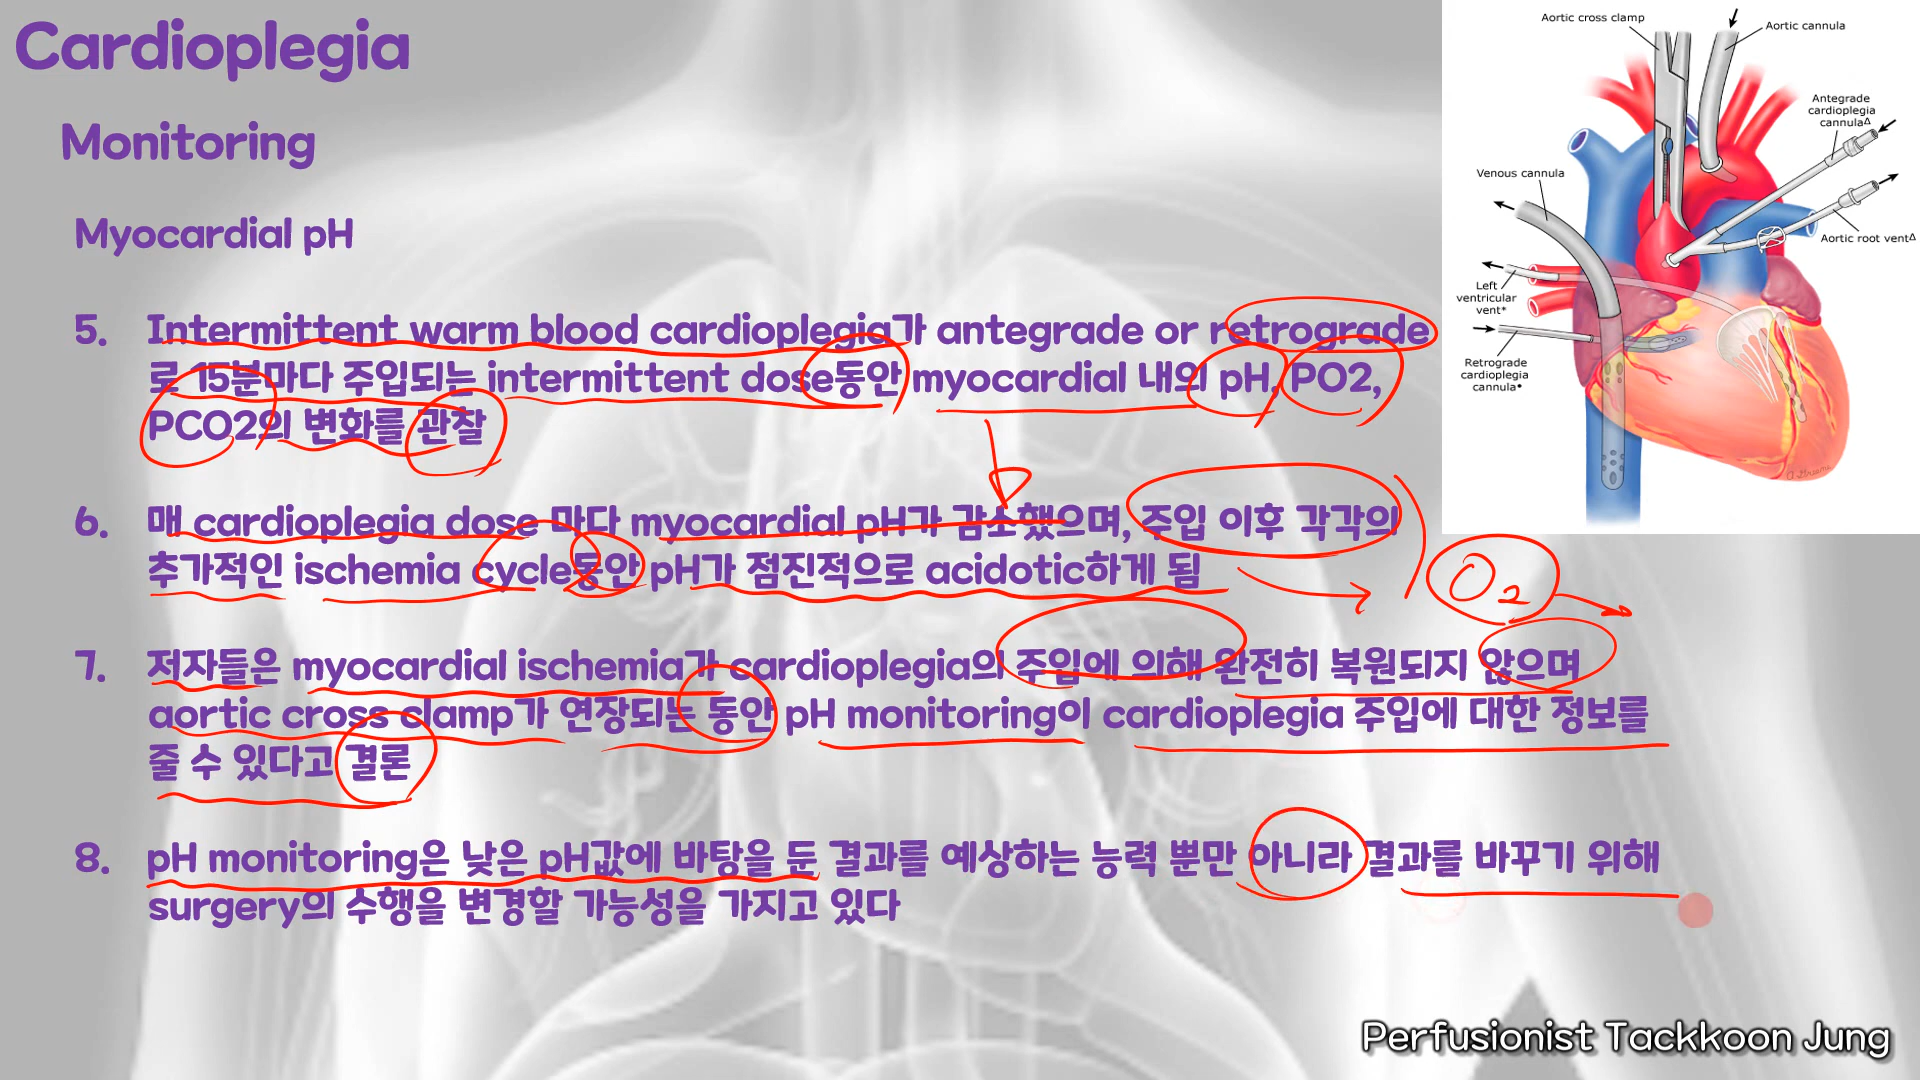 Cardioplegia
Monitoring
Myocardial pH
5. Intermittent warm blood cardioplegia가 antegrade or retrograde
로 15분마다 주입되는 intermittent dose동안 myocardial 내의 pH, PO2,
PCO2의 변화를 관찰
6. 매 cardioplegia dose 마다 myocardial pH가 감소했으며, 주입 이후 각각의
추가적인 ischemia cycle동안 pH가 점진적으로 acidotic하게 됨
O2
7. 저자들은 myocardial ischemia가 cardioplegia의 주입에 의해 완전히 복원되지 않으며
aortic cross clamp가 연장되는 동안 pH monitoring이 cardioplegia 주입에 대한 정보를
줄 수 있다고 결론
8. pH monitoring은 낮은 pH값에 바탕을 둔 결과를 예상하는 능력 뿐만 아니라 결과를 바꾸기 위해
surgery의 수행을 변경할 가능성을 가지고 있다
Aortic cross clamp
Aortic cannula
Antegrade
cardioplegia
cannulaΔ
Venous cannula
Aortic root ventΔ
Left
ventricular
vent*
Retrograde
cardioplegia
cannula•
Perfusionist Tackkoon Jung